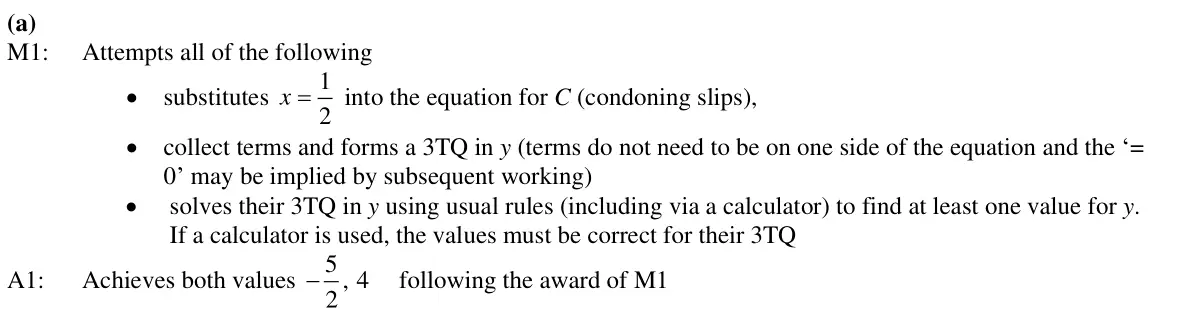 (a)
M1: Attempts all of the following
• substitutes x = 1/2 into the equation for C (condoning slips),
• collect terms and forms a 3TQ in y (terms do not need to be on one side of the equation and the ‘=
0’ may be implied by subsequent working)
• solves their 3TQ in y using usual rules (including via a calculator) to find at least one value for y.
If a calculator is used, the values must be correct for their 3TQ
A1: Achieves both values −5/2, 4 following the award of M1